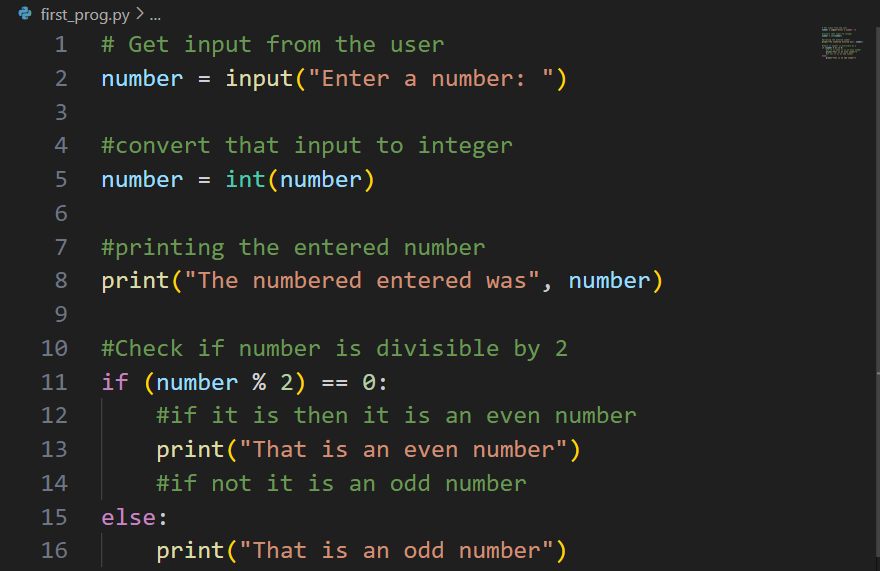 first_prog.py > ...
1 # Get input from the user
2 number = input("Enter a number: ")
3
4 #convert that input to integer
5 number = int(number)
6
7 #printing the entered number
8 print("The numbered entered was", number)
9
10 #Check if number is divisible by 2
11 if (number % 2) == 0:
12     #if it is then it is an even number
13     print("That is an even number")
14     #if not it is an odd number
15 else:
16     print("That is an odd number")